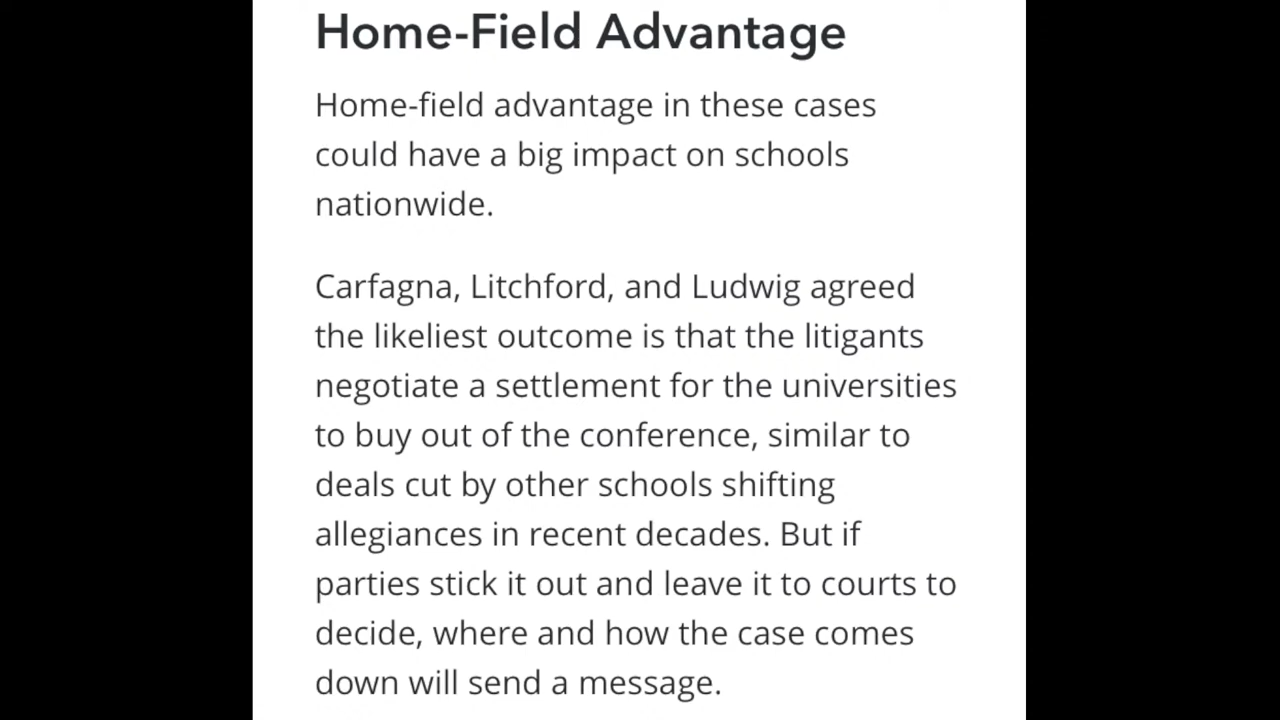 Home-Field Advantage
Home-field advantage in these cases
could have a big impact on schools
nationwide.
Carfagna, Litchford, and Ludwig agreed
the likeliest outcome is that the litigants
negotiate a settlement for the universities
to buy out of the conference, similar to
deals cut by other schools shifting
allegiances in recent decades. But if
parties stick it out and leave it to courts to
decide, where and how the case comes
down will send a message.